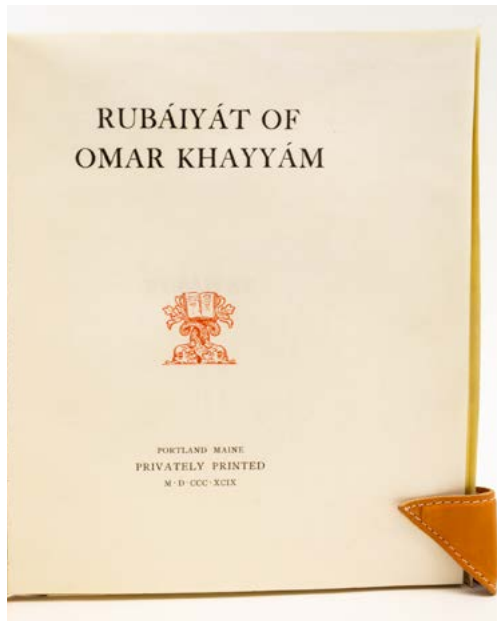 RUBÁIYÁT OF
OMAR KHAYYÁM
PORTLAND MAINE
PRIVATELY PRINTED
M·D·CCC·XCIX